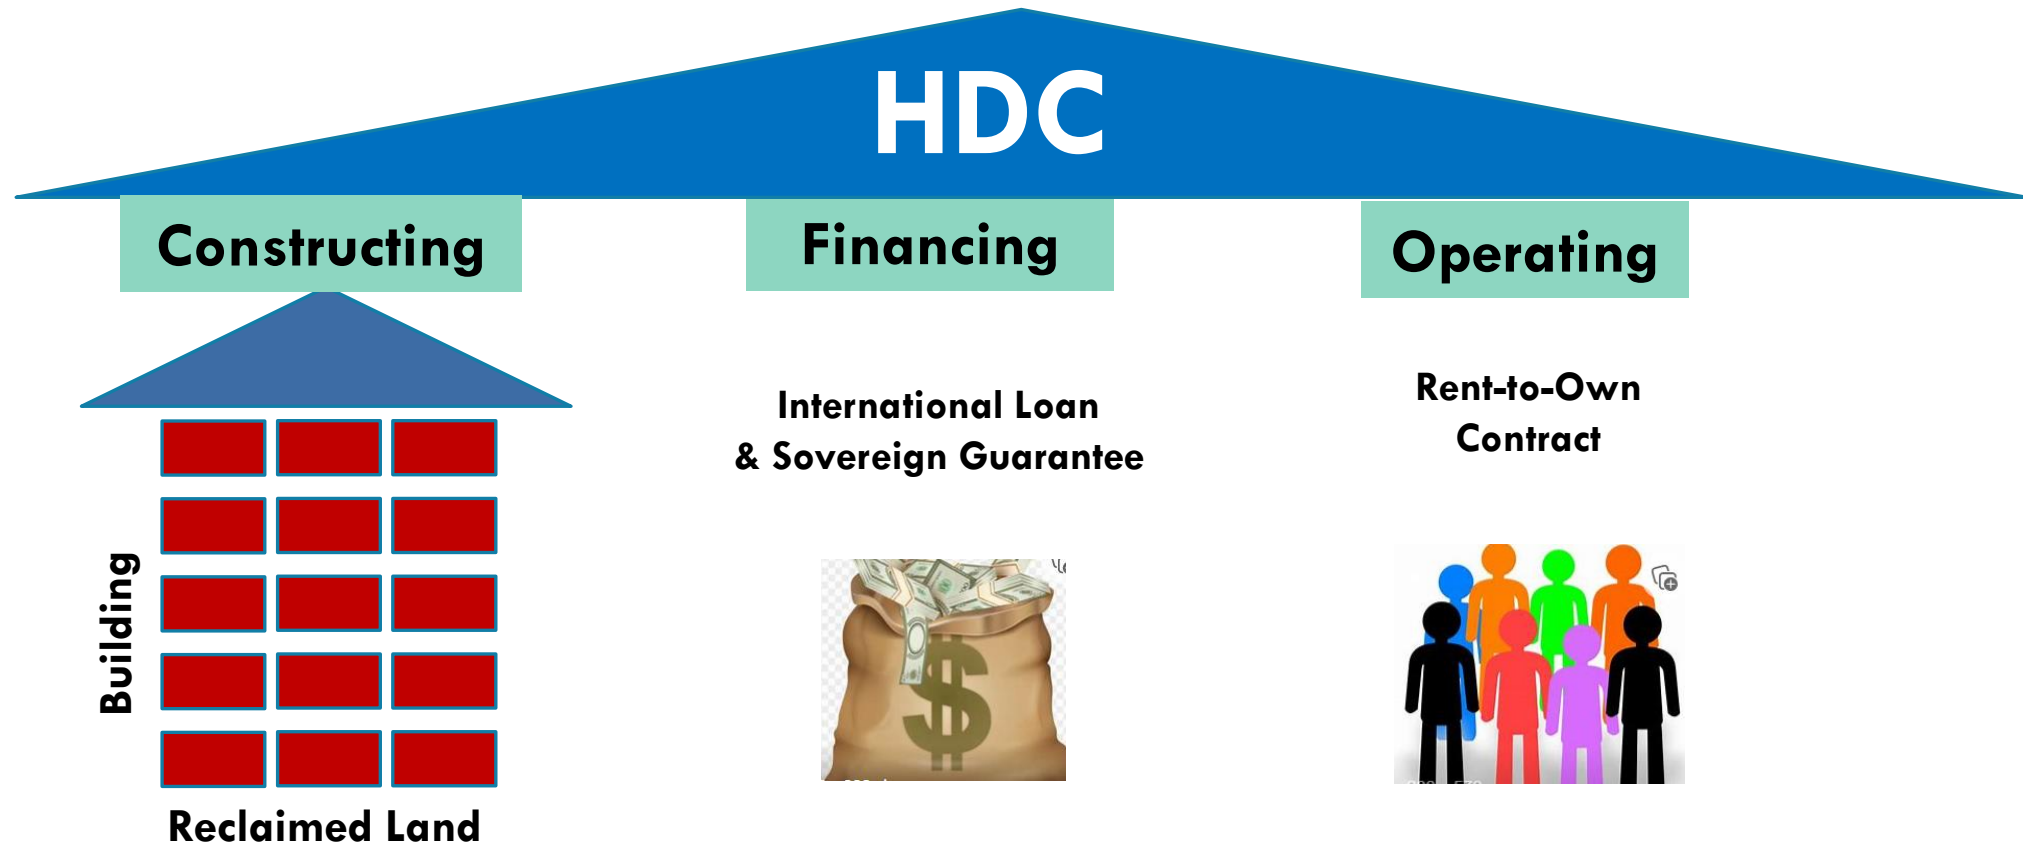 HDC
Constructing
Financing
Operating
International Loan
& Sovereign Guarantee
Rent-to-Own
Contract
Building
$
Reclaimed Land